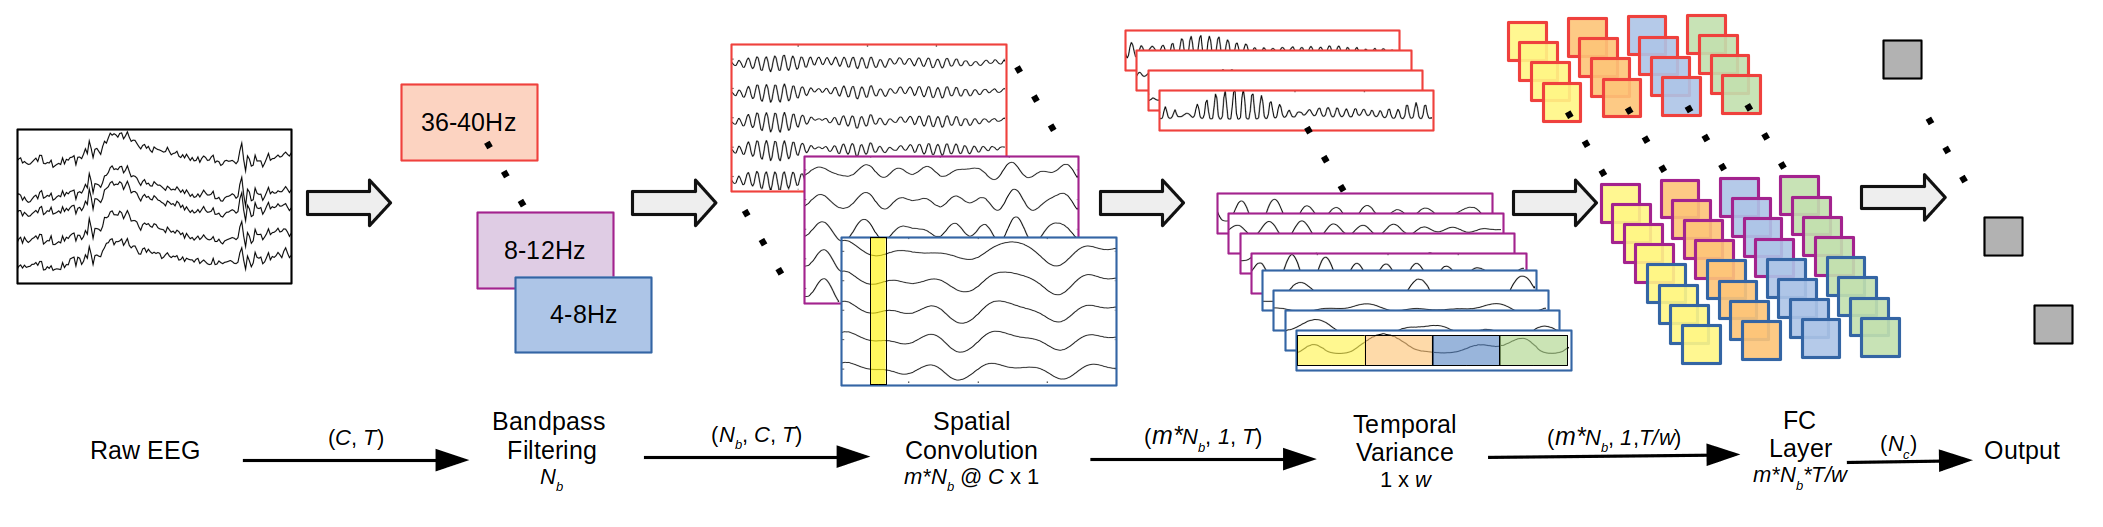 36-40Hz
8-12Hz
4-8Hz
Raw EEG
(C, T)
Bandpass
Filtering
N_b
(N_b, C, T)
Spatial
Convolution
m*N_b @ C x 1
(m*N_b, 1, T)
Temporal
Variance
1 x w
(m*N_b, 1,T/w)
FC
Layer
m*N_b*T/w
(N_c)
Output